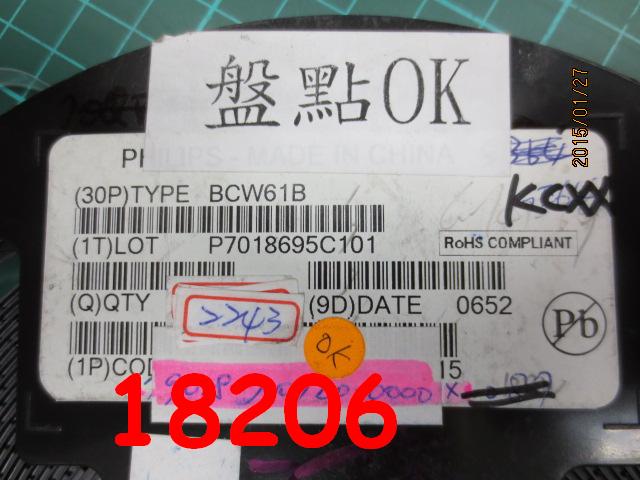 盤點OK
2015/01/27
PHILIPS MADE IN CHINA
(30P)TYPE BCW61B
KCXX
(1T)LOT P7018695C101
RoHS COMPLIANT
(Q)QTY >>43 (9D)DATE 0652
Pb
OK
(1P)COD 15
18206